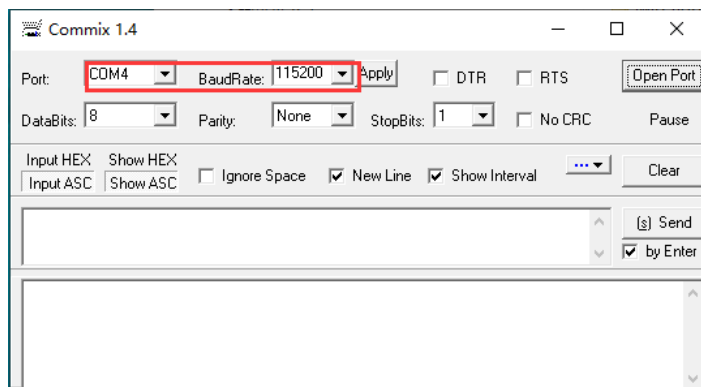 Commix 1.4
Port: COM4 BaudRate: 115200 Apply DTR RTS Open Port
DataBits: 8 Parity: None StopBits: 1 No CRC Pause
Input HEX Show HEX
Input ASC Show ASC Ignore Space New Line Show Interval ... Clear
(s) Send
by Enter